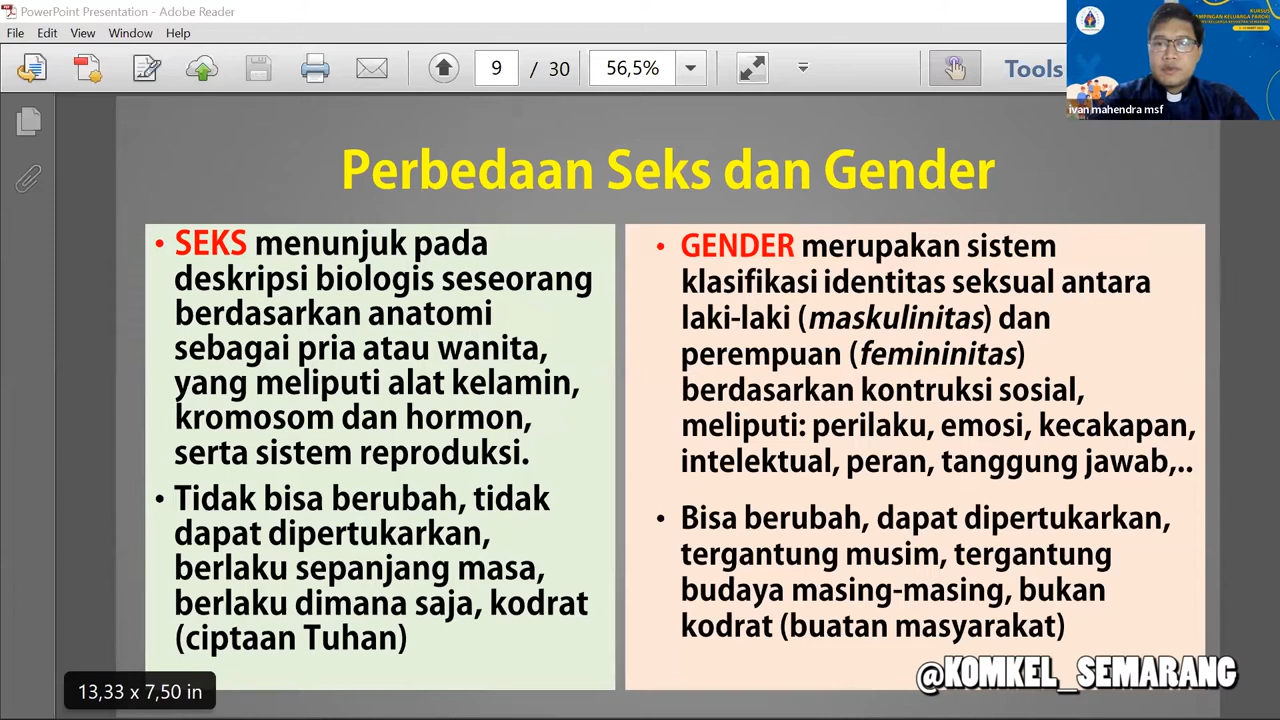 PowerPoint Presentation - Adobe Reader
File Edit View Window Help
9 / 30
56,5%
Tools
KURSUS
ivan mahendra msf
Perbedaan Seks dan Gender
• SEKS menunjuk pada
deskripsi biologis seseorang
berdasarkan anatomi
sebagai pria atau wanita,
yang meliputi alat kelamin,
kromosom dan hormon,
serta sistem reproduksi.
• Tidak bisa berubah, tidak
dapat dipertukarkan,
berlaku sepanjang masa,
berlaku dimana saja, kodrat
(ciptaan Tuhan)
• GENDER merupakan sistem
klasifikasi identitas seksual antara
laki-laki (maskulinitas) dan
perempuan (femininitas)
berdasarkan kontruksi sosial,
meliputi: perilaku, emosi, kecakapan,
intelektual, peran, tanggung jawab,..
• Bisa berubah, dapat dipertukarkan,
tergantung musim, tergantung
budaya masing-masing, bukan
kodrat (buatan masyarakat)
@KOMKEL_SEMARANG
13,33 x 7,50 in